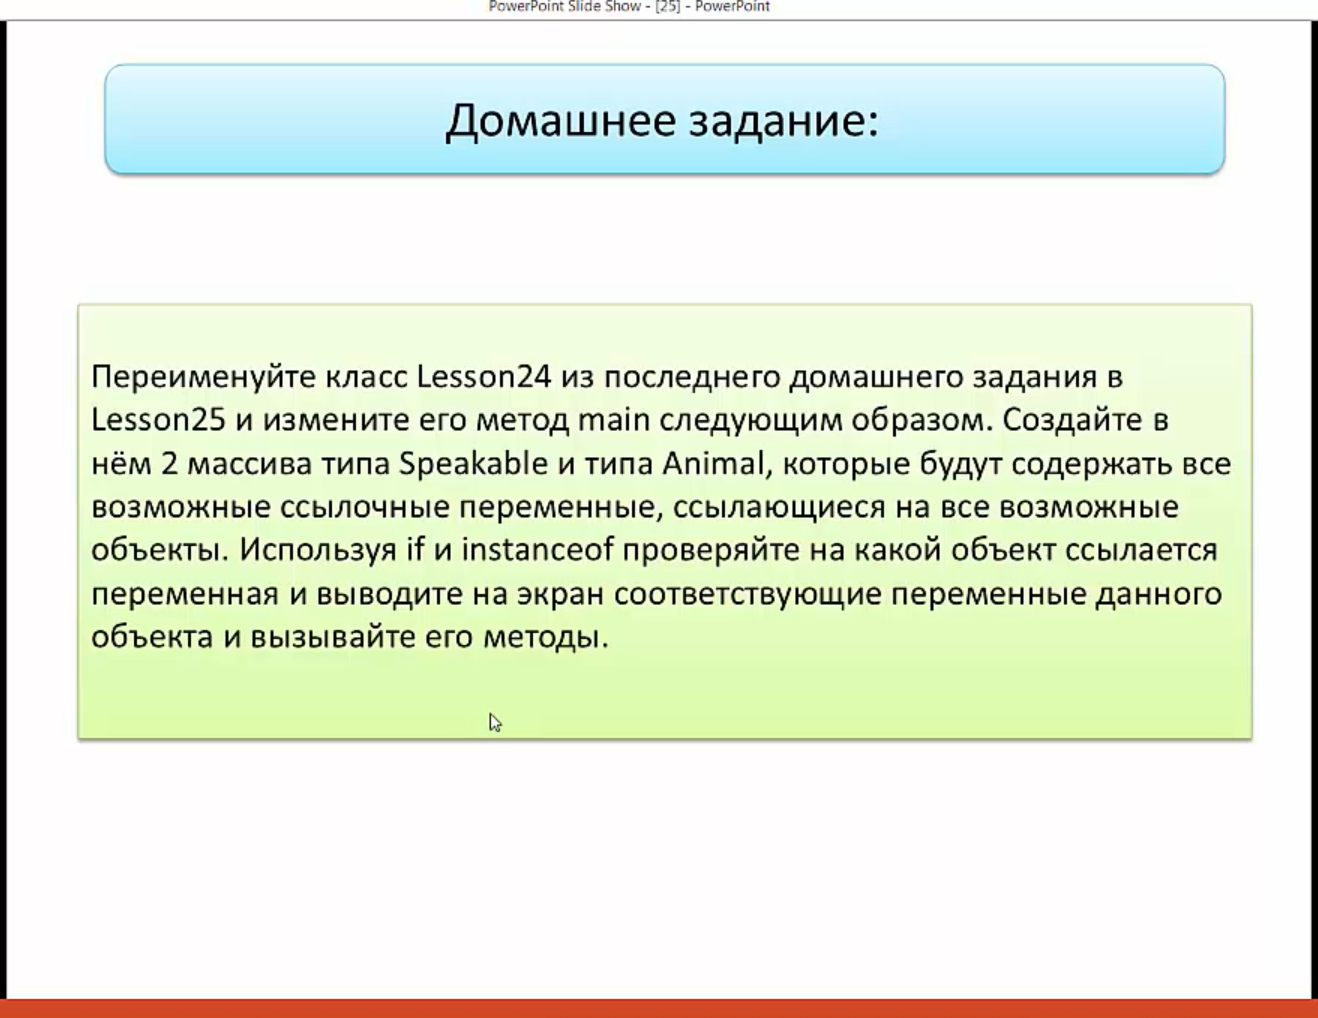 PowerPoint Slide Show - [25] - PowerPoint
Домашнее задание:
Переименуйте класс Lesson24 из последнего домашнего задания в
Lesson25 и измените его метод main следующим образом. Создайте в
нём 2 массива типа Speakable и типа Animal, которые будут содержать все
возможные ссылочные переменные, ссылающиеся на все возможные
объекты. Используя if и instanceof проверяйте на какой объект ссылается
переменная и выводите на экран соответствующие переменные данного
объекта и вызывайте его методы.